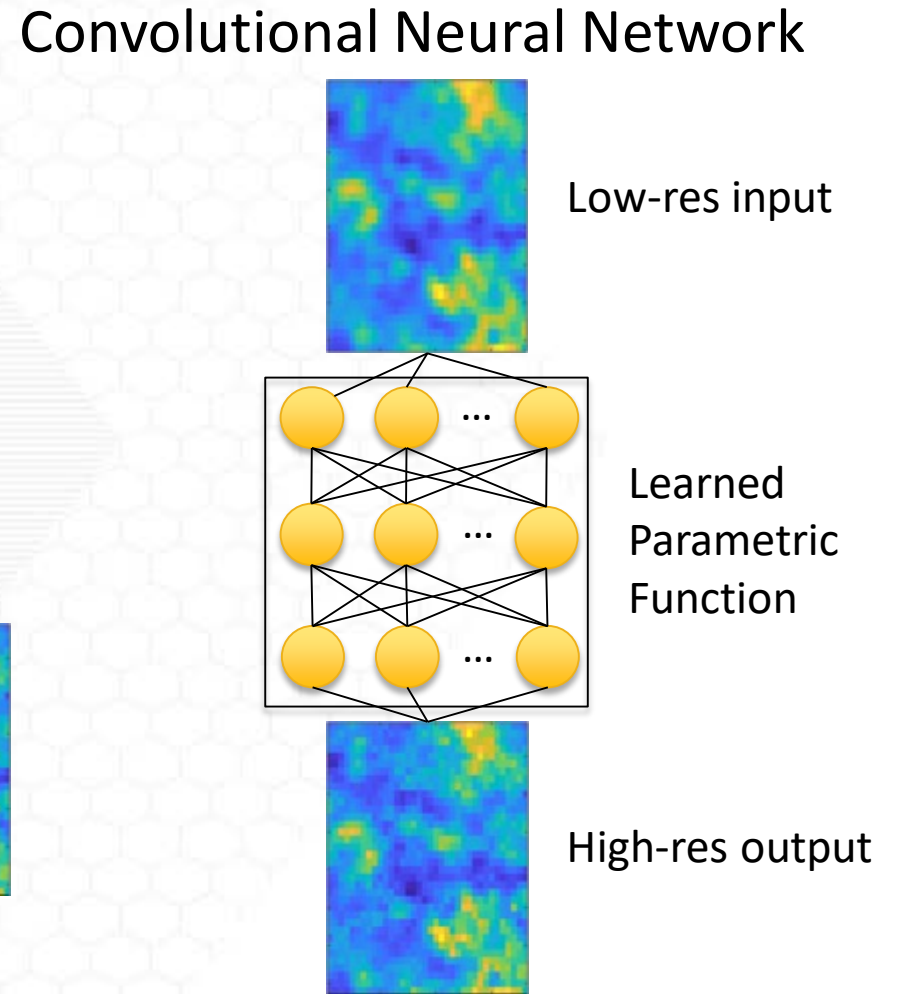 Convolutional Neural Network
Low-res input
...
Learned
Parametric
Function
...
...
High-res output